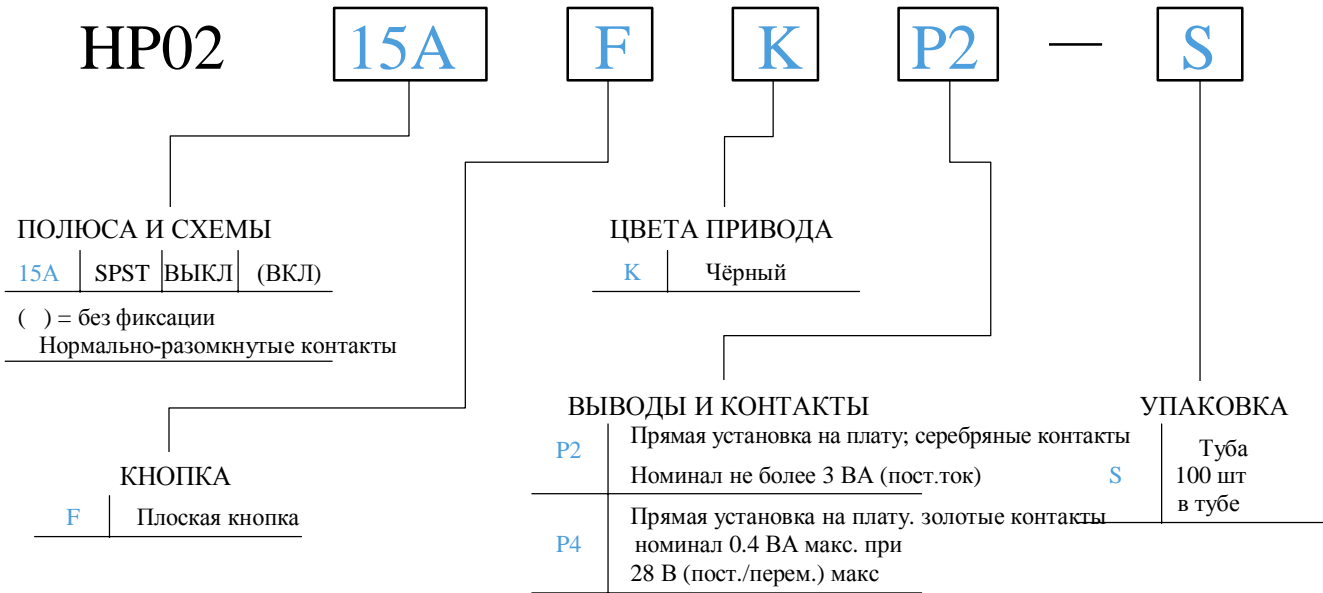 HP02 15A F K P2 — S
ПОЛЮСА И СХЕМЫ
15A SPST ВЫКЛ (ВКЛ)
( ) = без фиксации
Нормально-разомкнутые контакты
КНОПКА
F Плоская кнопка
ЦВЕТА ПРИВОДА
K Чёрный
ВЫВОДЫ И КОНТАКТЫ
P2 Прямая установка на плату; серебряные контакты
Номинал не более 3 ВА (пост.ток)
P4 Прямая установка на плату. золотые контакты
номинал 0.4 ВА макс. при
28 В (пост./перем.) макс
УПАКОВКА
S Туба
100 шт
в тубе